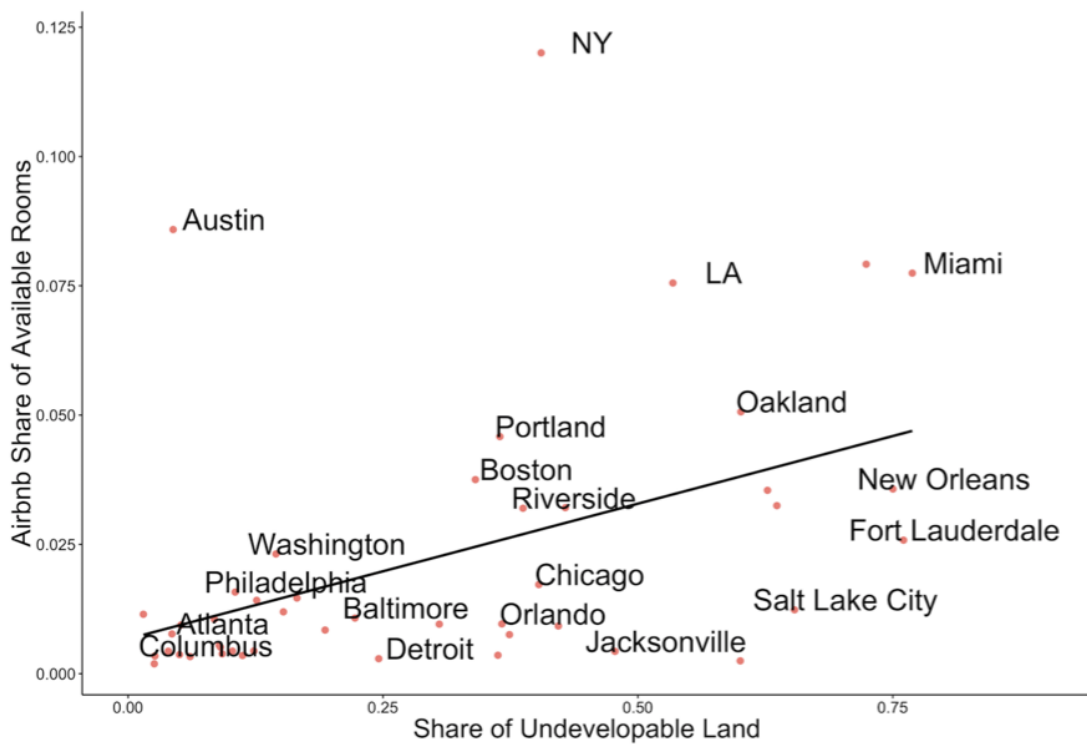 0.125
0.100
0.075
0.050
0.025
0.000
Airbnb Share of Available Rooms
NY
Austin
LA
Miami
Oakland
Portland
Boston
New Orleans
Riverside
Fort Lauderdale
Washington
Chicago
Philadelphia
Salt Lake City
Baltimore
Orlando
Atlanta
Jacksonville
Detroit
Columbus
0.00
0.25
0.50
0.75
Share of Undevelopable Land